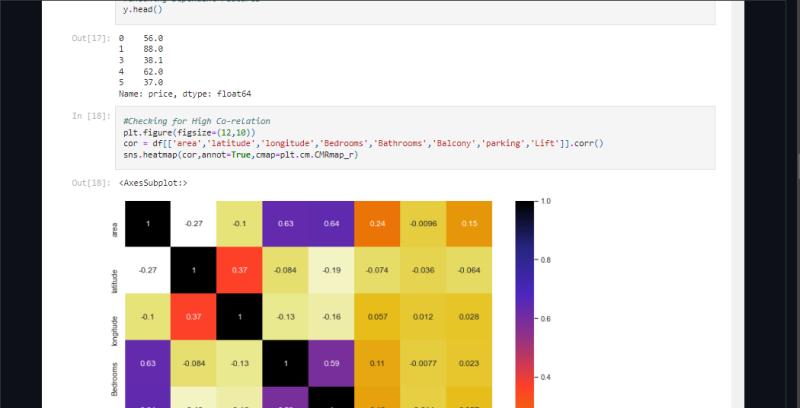 y.head()
Out[17]: 0 56.0
1 88.0
3 38.1
4 62.0
5 37.0
Name: price, dtype: float64
In [18]: #Checking for High Co-relation
plt.figure(figsize=(12,10))
cor = df[['area','latitude','longitude','Bedrooms','Bathrooms','Balcony','parking','Lift']].corr()
sns.heatmap(cor,annot=True,cmap=plt.cm.CMRmap_r)
Out[18]: <AxesSubplot:>
area 1 -0.27 -0.1 0.63 0.64 0.24 -0.0096 0.15
latitude -0.27 1 0.37 -0.084 -0.19 -0.074 -0.036 -0.064
longitude -0.1 0.37 1 -0.13 -0.16 0.057 0.012 0.028
Bedrooms 0.63 -0.084 -0.13 1 0.59 0.11 -0.0077 0.023
1.0
0.8
0.6
0.4